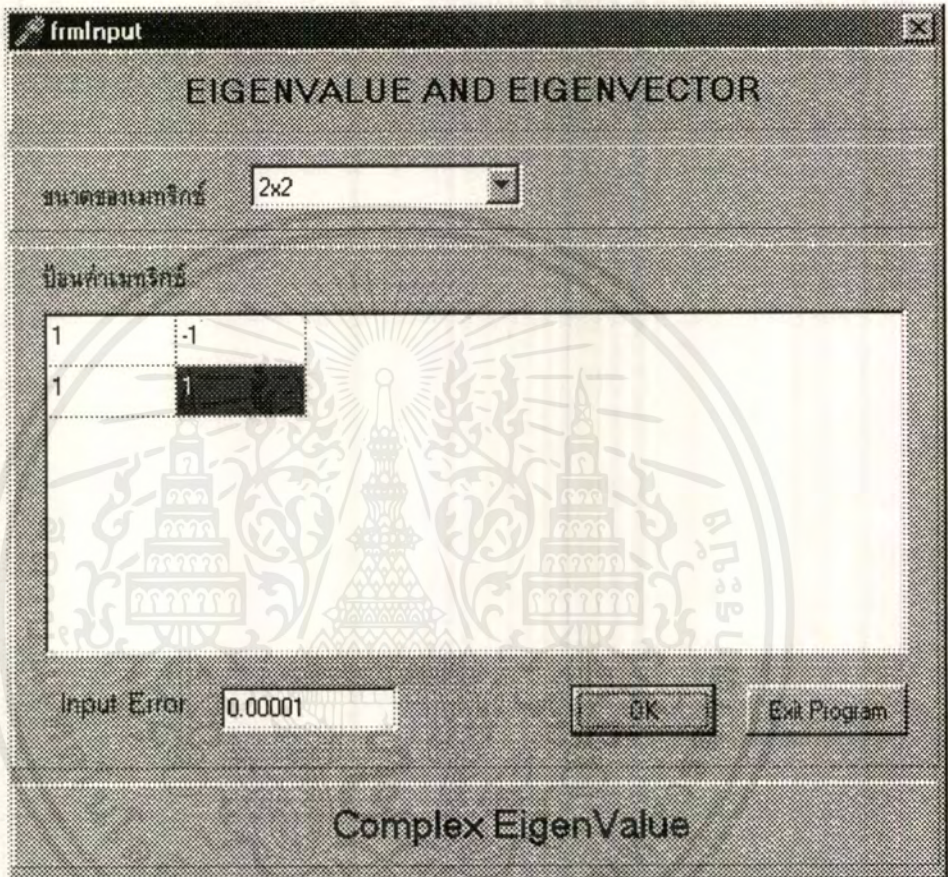 frmInput
EIGENVALUE AND EIGENVECTOR
ขนาดของเมทริกซ์ 2x2
ป้อนค่าเมทริกซ์
1 -1
1 1
Input Error 0.00001 OK Exit Program
Complex EigenValue